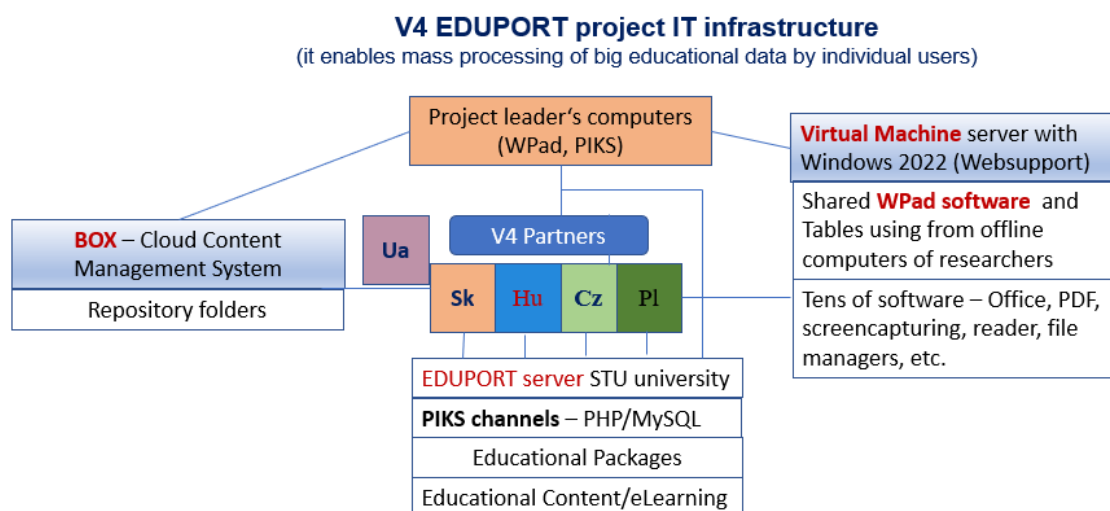 V4 EDUPORT project IT infrastructure
(it enables mass processing of big educational data by individual users)
Project leader‘s computers
(WPad, PIKS)
Virtual Machine server with
Windows 2022 (Websupport)
Shared WPad software and
Tables using from offline
computers of researchers
Tens of software – Office, PDF,
screencapturing, reader, file
managers, etc.
BOX – Cloud Content
Management System
Repository folders
Ua
V4 Partners
Sk
Hu
Cz
Pl
EDUPORT server STU university
PIKS channels – PHP/MySQL
Educational Packages
Educational Content/eLearning